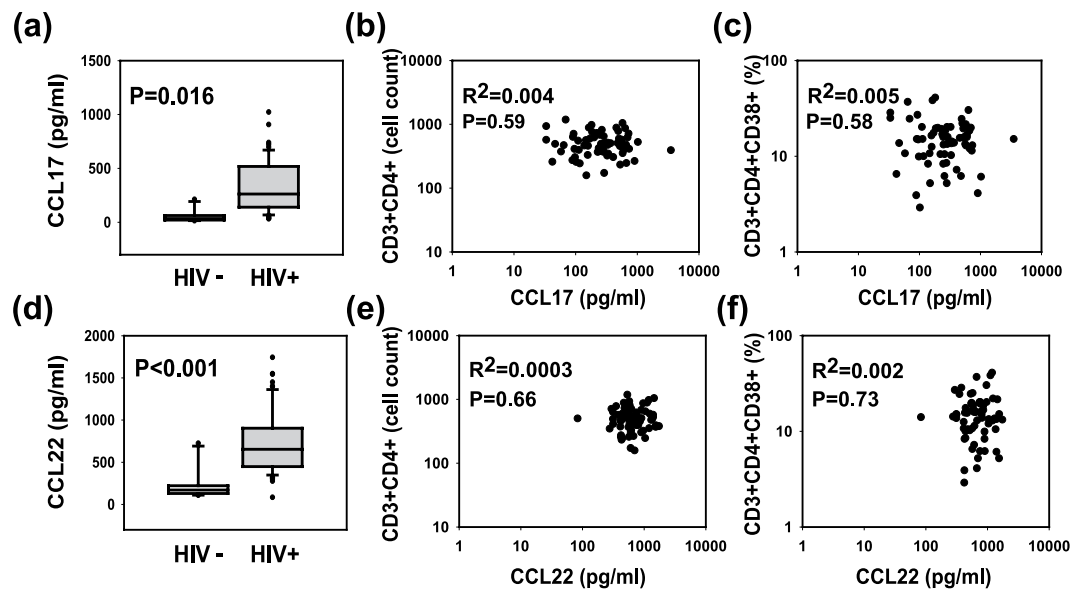 (a)
CCL17 (pg/ml)
1500
1000
500
0
P=0.016
HIV - HIV+
(b)
CD3+CD4+ (cell count)
10000
1000
100
10
R2=0.004
P=0.59
1 10 100 1000 10000
CCL17 (pg/ml)
(c)
CD3+CD4+CD38+ (%)
100
10
1
R2=0.005
P=0.58
1 10 100 1000 10000
CCL17 (pg/ml)
(d)
CCL22 (pg/ml)
2000
1500
1000
500
0
P<0.001
HIV - HIV+
(e)
CD3+CD4+ (cell count)
10000
1000
100
10
R2=0.0003
P=0.66
1 10 100 1000 10000
CCL22 (pg/ml)
(f)
CD3+CD4+CD38+ (%)
100
10
1
R2=0.002
P=0.73
1 10 100 1000 10000
CCL22 (pg/ml)